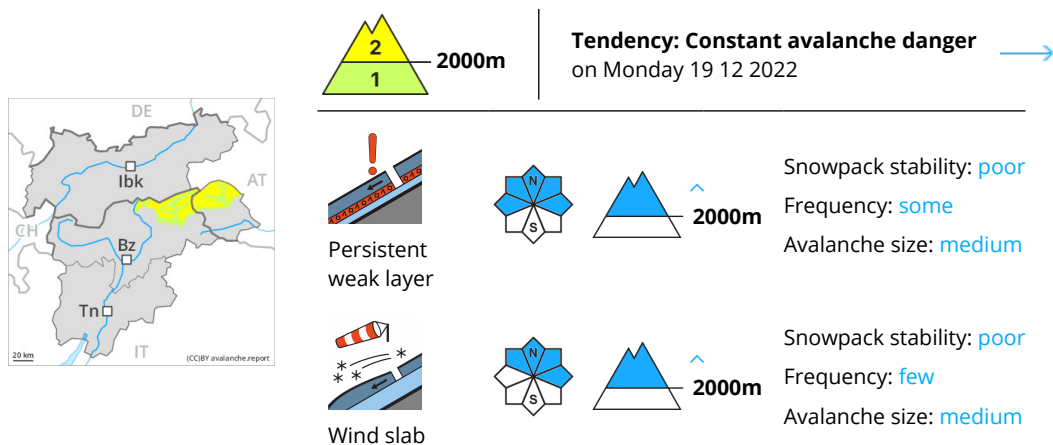 2
1
2000m
Tendency: Constant avalanche danger
on Monday 19 12 2022
DE
Ibk
AT
CH
Bz
Tn
IT
20 km
(CC)BY avalanche.report
Persistent
weak layer
N
S
2000m
Snowpack stability: poor
Frequency: some
Avalanche size: medium
Wind slab
N
S
2000m
Snowpack stability: poor
Frequency: few
Avalanche size: medium